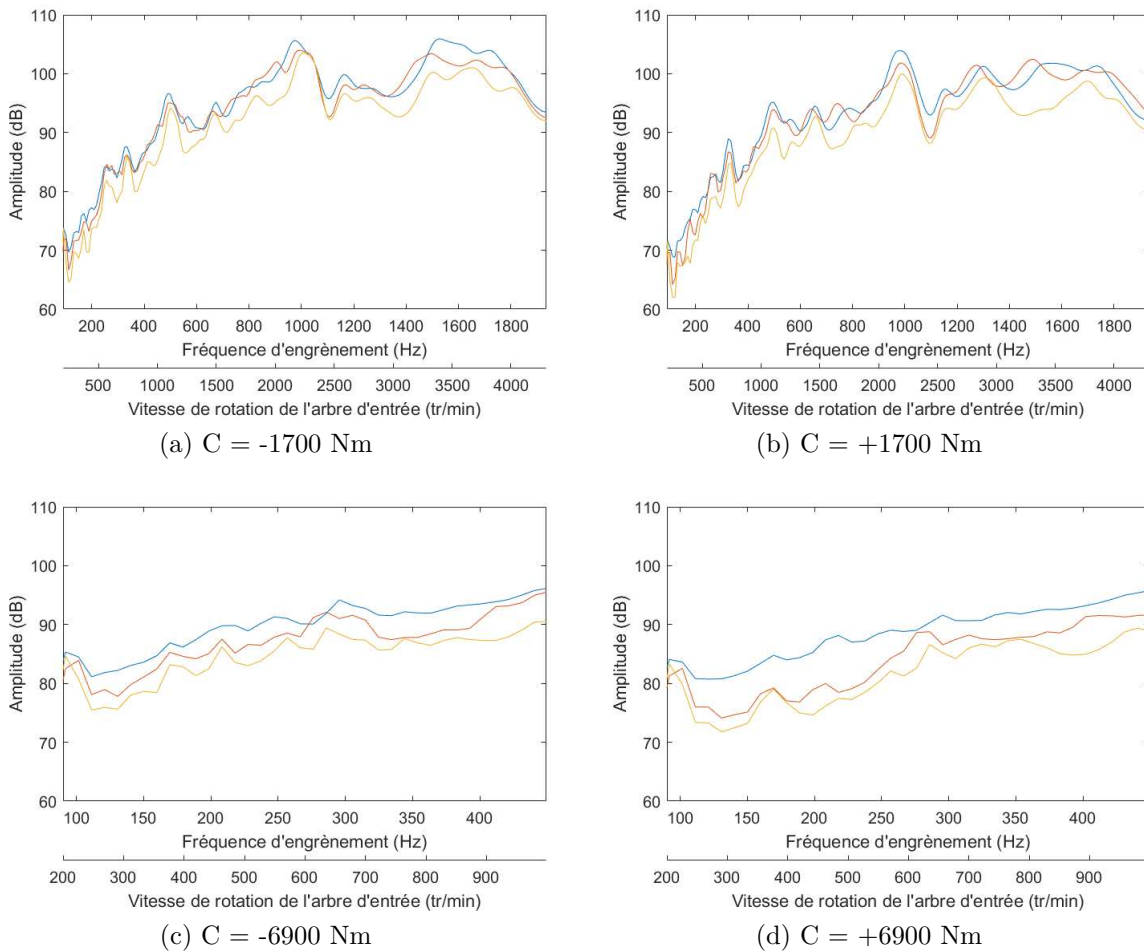 110
100
90
80
70
60
Amplitude (dB)
200 400 600 800 1000 1200 1400 1600 1800
Fréquence d'engrènement (Hz)
500 1000 1500 2000 2500 3000 3500 4000
Vitesse de rotation de l'arbre d'entrée (tr/min)
(a) C = -1700 Nm
110
100
90
80
70
60
Amplitude (dB)
200 400 600 800 1000 1200 1400 1600 1800
Fréquence d'engrènement (Hz)
500 1000 1500 2000 2500 3000 3500 4000
Vitesse de rotation de l'arbre d'entrée (tr/min)
(b) C = +1700 Nm
110
100
90
80
70
60
Amplitude (dB)
100 150 200 250 300 350 400
Fréquence d'engrènement (Hz)
200 300 400 500 600 700 800 900
Vitesse de rotation de l'arbre d'entrée (tr/min)
(c) C = -6900 Nm
110
100
90
80
70
60
Amplitude (dB)
100 150 200 250 300 350 400
Fréquence d'engrènement (Hz)
200 300 400 500 600 700 800 900
Vitesse de rotation de l'arbre d'entrée (tr/min)
(d) C = +6900 Nm